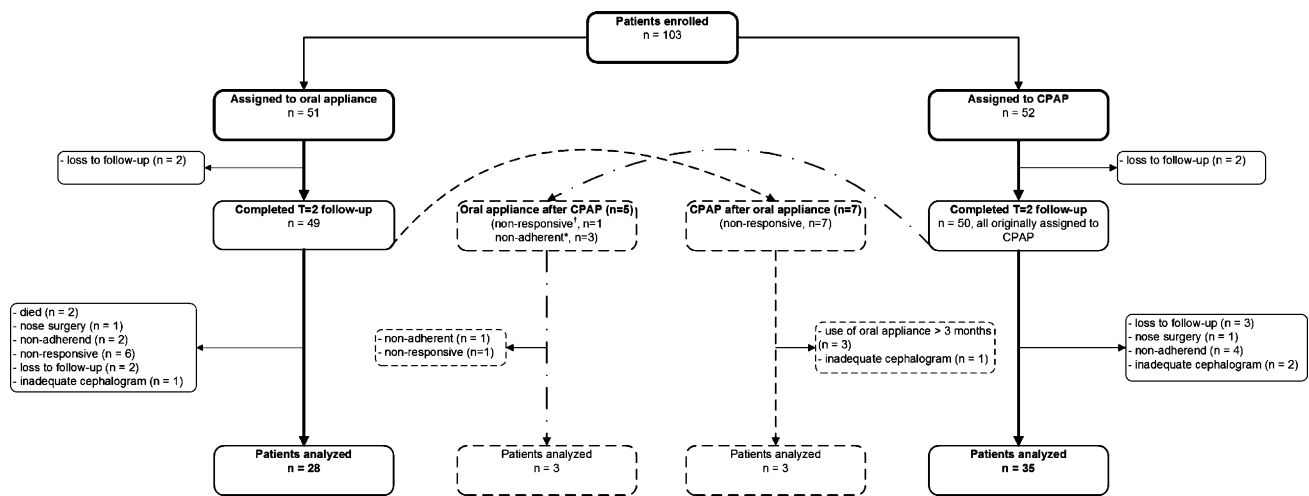 Patients enrolled
n = 103
Assigned to oral appliance
n = 51
Assigned to CPAP
n = 52
- loss to follow-up (n = 2)
- loss to follow-up (n = 2)
Completed T=2 follow-up
n = 49
Oral appliance after CPAP (n=5)
(non-responsive†, n=1
non-adherent*, n=3)
CPAP after oral appliance (n=7)
(non-responsive, n=7)
Completed T=2 follow-up
n = 50, all originally assigned to
CPAP
- died (n = 2)
- nose surgery (n = 1)
- non-adherend (n = 2)
- non-responsive (n = 6)
- loss to follow-up (n = 2)
- inadequate cephalogram (n = 1)
- non-adherent (n = 1)
- non-responsive (n=1)
- use of oral appliance > 3 months
(n = 3)
- inadequate cephalogram (n = 1)
- loss to follow-up (n = 3)
- nose surgery (n = 1)
- non-adherend (n = 4)
- inadequate cephalogram (n = 2)
Patients analyzed
n = 28
Patients analyzed
n = 3
Patients analyzed
n = 3
Patients analyzed
n = 35